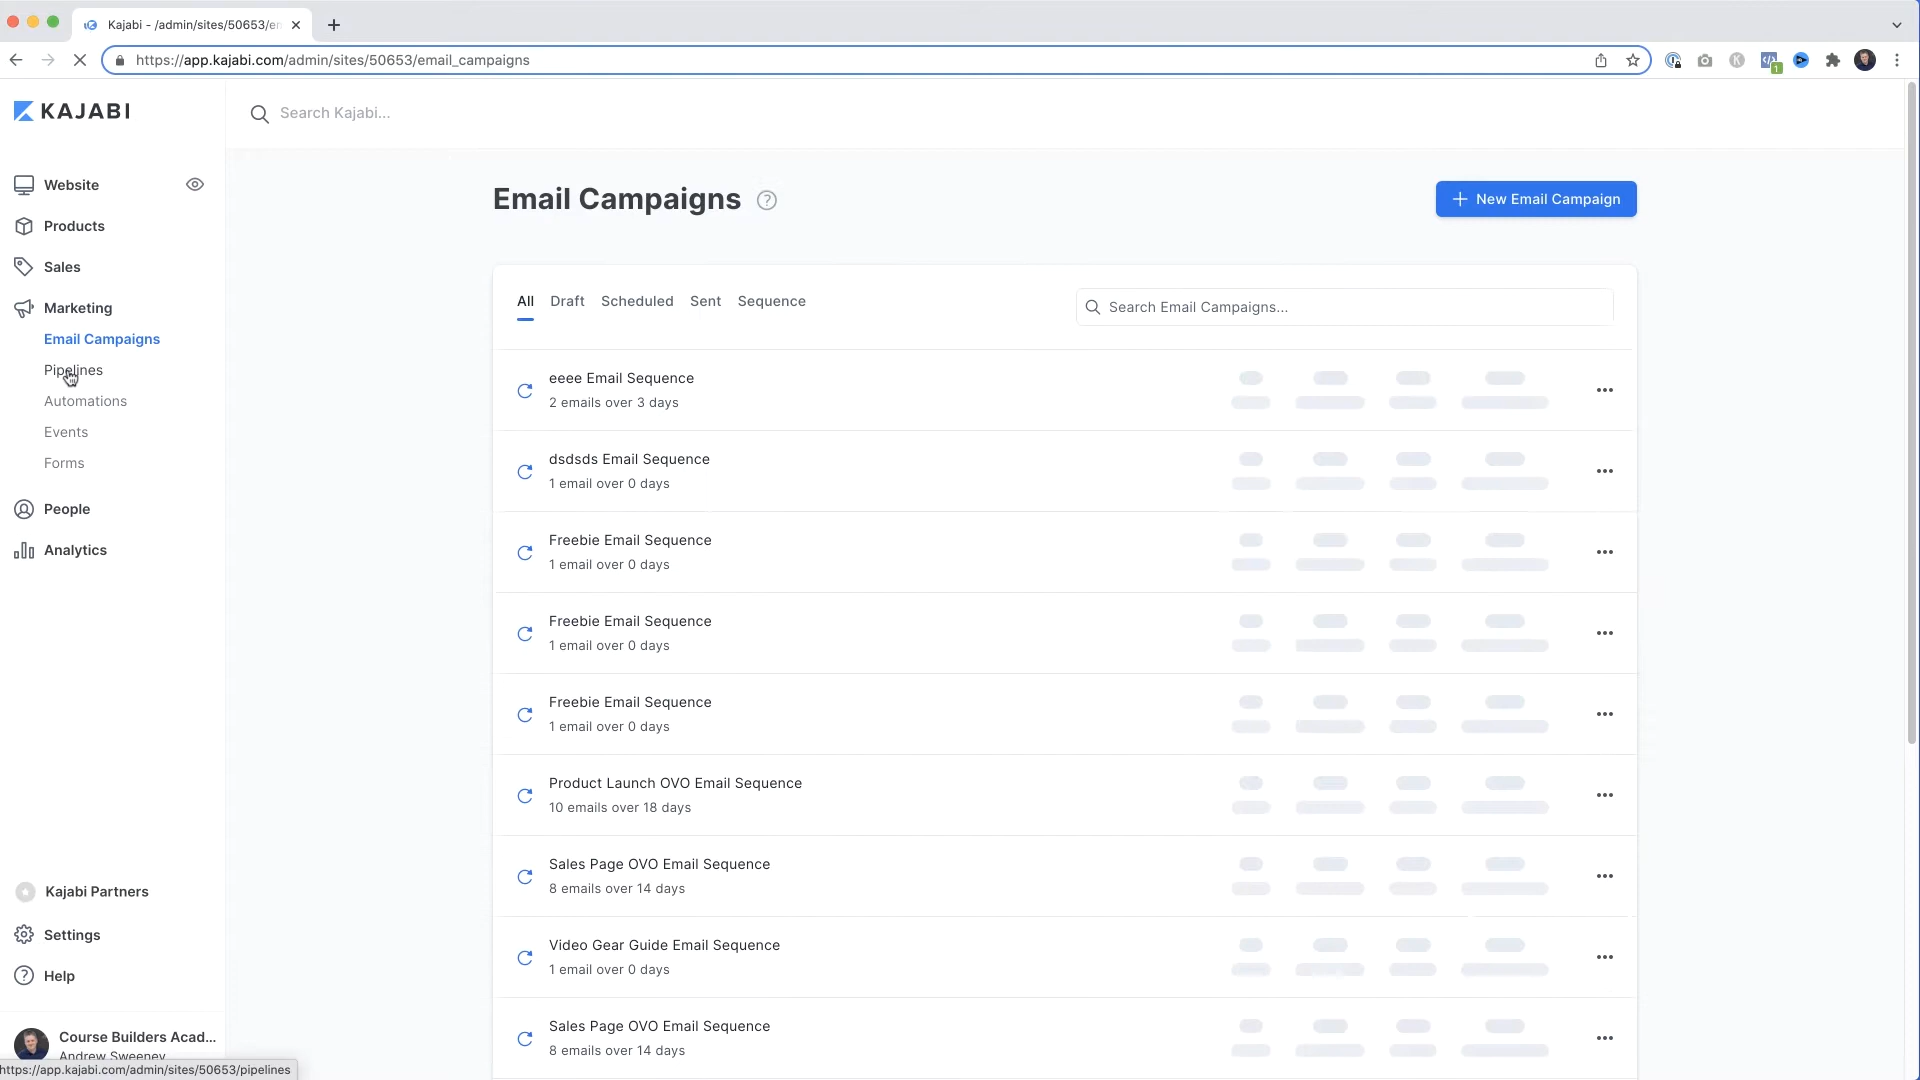 Kajabi - /admin/sites/50653/em
https://app.kajabi.com/admin/sites/50653/email_campaigns
1
KAJABI
Search Kajabi...
Website
Products
Sales
Marketing
Email Campaigns
Pipelines
Automations
Events
Forms
People
Analytics
Kajabi Partners
Settings
Help
Course Builders Acad...
Andrew Sweeney
https://app.kajabi.com/admin/sites/50653/pipelines
Email Campaigns ?
+ New Email Campaign
All Draft Scheduled Sent Sequence
Search Email Campaigns...
eeee Email Sequence
2 emails over 3 days
dsdsds Email Sequence
1 email over 0 days
Freebie Email Sequence
1 email over 0 days
Freebie Email Sequence
1 email over 0 days
Freebie Email Sequence
1 email over 0 days
Product Launch OVO Email Sequence
10 emails over 18 days
Sales Page OVO Email Sequence
8 emails over 14 days
Video Gear Guide Email Sequence
1 email over 0 days
Sales Page OVO Email Sequence
8 emails over 14 days